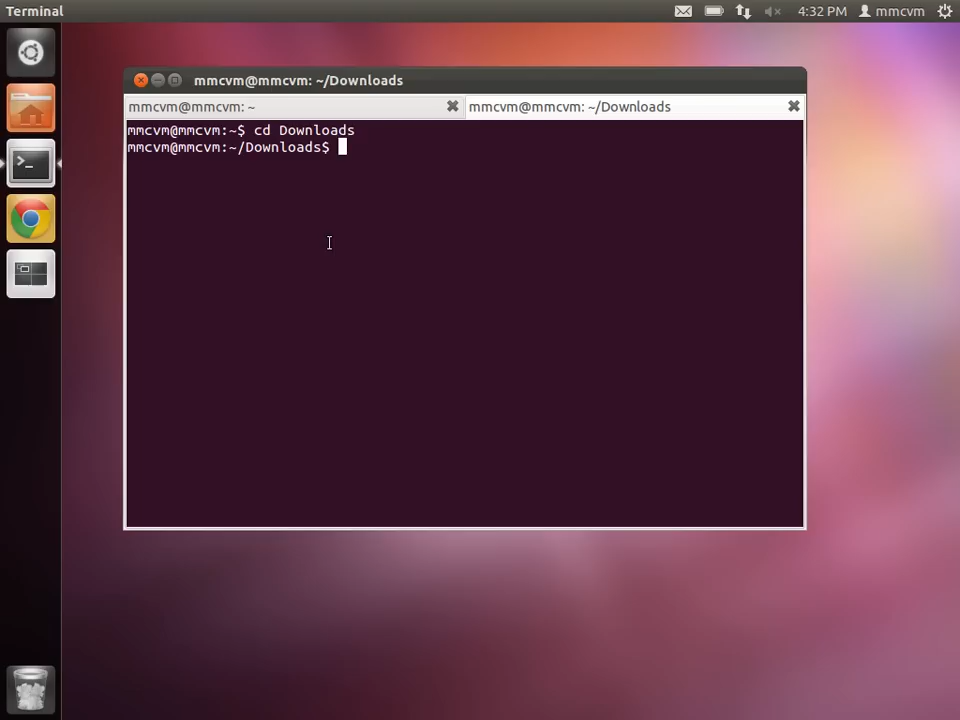 Terminal
4:32 PM
mmcvm
mmcvm@mmcvm: ~/Downloads
mmcvm@mmcvm: ~
mmcvm@mmcvm: ~/Downloads
mmcvm@mmcvm:~$ cd Downloads
mmcvm@mmcvm:~/Downloads$
>_